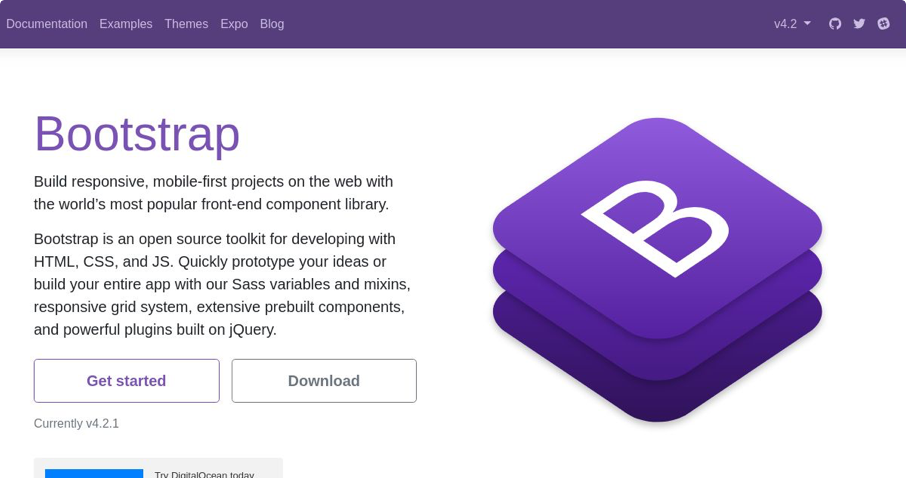 Documentation Examples Themes Expo Blog v4.2
Bootstrap
Build responsive, mobile-first projects on the web with
the world’s most popular front-end component library.
Bootstrap is an open source toolkit for developing with
HTML, CSS, and JS. Quickly prototype your ideas or
build your entire app with our Sass variables and mixins,
responsive grid system, extensive prebuilt components,
and powerful plugins built on jQuery.
Get started Download
Currently v4.2.1
Try DigitalOcean today
B